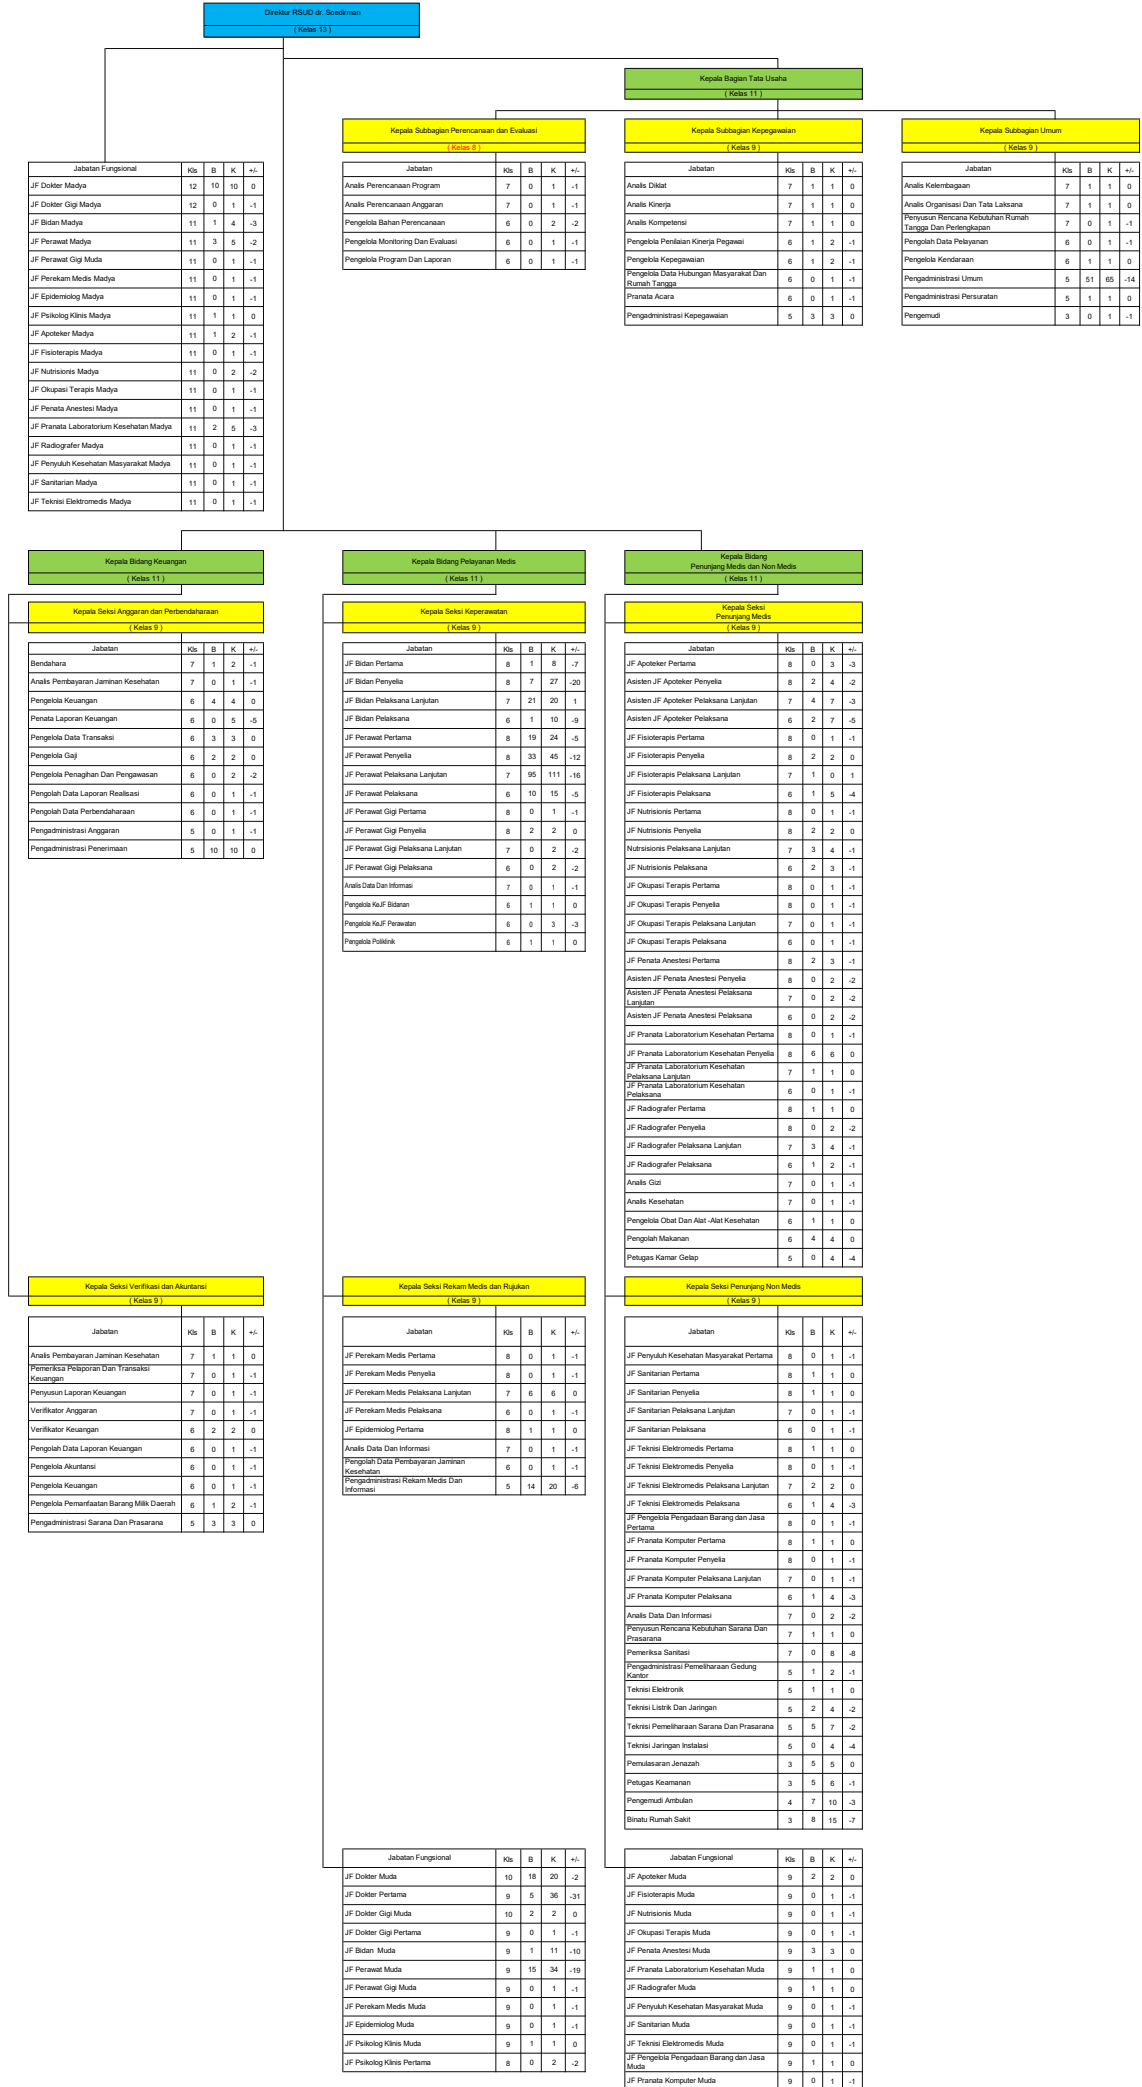 Direktur RSUD dr. Soedirman
( Kelas 13 )
Kepala Bagian Tata Usaha
( Kelas 11 )
Kepala Subbagian Perencanaan dan Evaluasi
( Kelas 8 )
Kepala Subbagian Kepegawaian
( Kelas 9 )
Kepala Subbagian Umum
( Kelas 9 )
Jabatan Fungsional Kls B K +/-
JF Dokter Madya 12 10 10 0
JF Dokter Gigi Madya 12 0 1 -1
JF Bidan Madya 11 1 4 -3
JF Perawat Madya 11 3 5 -2
JF Perawat Gigi Muda 11 0 1 -1
JF Perekam Medis Madya 11 0 1 -1
JF Epidemiolog Madya 11 0 1 -1
JF Psikolog Klinis Madya 11 1 1 0
JF Apoteker Madya 11 1 2 -1
JF Fisioterapis Madya 11 0 1 -1
JF Nutrisionis Madya 11 0 2 -2
JF Okupasi Terapis Madya 11 0 1 -1
JF Penata Anestesi Madya 11 0 1 -1
JF Pranata Laboratorium Kesehatan Madya 11 2 5 -3
JF Radiografer Madya 11 0 1 -1
JF Penyuluh Kesehatan Masyarakat Madya 11 0 1 -1
JF Sanitarian Madya 11 0 1 -1
JF Teknisi Elektromedis Madya 11 0 1 -1
Jabatan Kls B K +/-
Analis Perencanaan Program 7 0 1 -1
Analis Perencanaan Anggaran 7 0 1 -1
Pengelola Bahan Perencanaan 6 0 2 -2
Pengelola Monitoring Dan Evaluasi 6 0 1 -1
Pengelola Program Dan Laporan 6 0 1 -1
Jabatan Kls B K +/-
Analis Diklat 7 1 1 0
Analis Kinerja 7 1 1 0
Analis Kompetensi 7 1 1 0
Pengelola Penilaian Kinerja Pegawai 6 1 2 -1
Pengelola Kepegawaian 6 1 2 -1
Pengelola Data Hubungan Masyarakat Dan
Rumah Tangga 6 0 1 -1
Pranata Acara 6 0 1 -1
Pengadministrasi Kepegawaian 5 3 3 0
Jabatan Kls B K +/-
Analis Kelembagaan 7 1 1 0
Analis Organisasi Dan Tata Laksana 7 1 1 0
Penyusun Rencana Kebutuhan Rumah
Tangga Dan Perlengkapan 7 0 1 -1
Pengolah Data Pelayanan 6 0 1 -1
Pengelola Kendaraan 6 1 1 0
Pengadministrasi Umum 5 51 65 -14
Pengadministrasi Persuratan 5 1 1 0
Pengemudi 3 0 1 -1
Kepala Bidang Keuangan
( Kelas 11 )
Kepala Bidang Pelayanan Medis
( Kelas 11 )
Kepala Bidang
Penunjang Medis dan Non Medis
( Kelas 11 )
Kepala Seksi Anggaran dan Perbendaharaan
( Kelas 9 )
Jabatan Kls B K +/-
Bendahara 7 1 2 -1
Analis Pembayaran Jaminan Kesehatan 7 0 1 -1
Pengelola Keuangan 6 4 4 0
Penata Laporan Keuangan 6 0 5 -5
Pengelola Data Transaksi 6 3 3 0
Pengelola Gaji 6 2 2 0
Pengelola Penagihan Dan Pengawasan 6 0 2 -2
Pengolah Data Laporan Realisasi 6 0 1 -1
Pengolah Data Perbendaharaan 6 0 1 -1
Pengadministrasi Anggaran 5 0 1 -1
Pengadministrasi Penerimaan 5 10 10 0
Kepala Seksi Keperawatan
( Kelas 9 )
Jabatan Kls B K +/-
JF Bidan Pertama 8 1 8 -7
JF Bidan Penyelia 8 7 27 -20
JF Bidan Pelaksana Lanjutan 7 21 20 1
JF Bidan Pelaksana 6 1 10 -9
JF Perawat Pertama 8 19 24 -5
JF Perawat Penyelia 8 33 45 -12
JF Perawat Pelaksana Lanjutan 7 95 111 -16
JF Perawat Pelaksana 6 10 15 -5
JF Perawat Gigi Pertama 8 0 1 -1
JF Perawat Gigi Penyelia 8 2 2 0
JF Perawat Gigi Pelaksana Lanjutan 7 0 2 -2
JF Perawat Gigi Pelaksana 6 0 2 -2
Analis Data Dan Informasi 7 0 1 -1
Pengelola KeJF Bidanan 6 1 1 0
Pengelola KeJF Perawatan 6 0 3 -3
Pengelola Poliklinik 6 1 1 0
Kepala Seksi
Penunjang Medis
( Kelas 9 )
Jabatan Kls B K +/-
JF Apoteker Pertama 8 0 3 -3
Asisten JF Apoteker Penyelia 8 2 4 -2
Asisten JF Apoteker Pelaksana Lanjutan 7 4 7 -3
Asisten JF Apoteker Pelaksana 6 2 7 -5
JF Fisioterapis Pertama 8 0 1 -1
JF Fisioterapis Penyelia 8 2 2 0
JF Fisioterapis Pelaksana Lanjutan 7 1 0 1
JF Fisioterapis Pelaksana 6 1 5 -4
JF Nutrisionis Pertama 8 0 1 -1
JF Nutrisionis Penyelia 8 2 2 0
Nutrsisionis Pelaksana Lanjutan 7 3 4 -1
JF Nutrisionis Pelaksana 6 2 3 -1
JF Okupasi Terapis Pertama 8 0 1 -1
JF Okupasi Terapis Penyelia 8 0 1 -1
JF Okupasi Terapis Pelaksana Lanjutan 7 0 1 -1
JF Okupasi Terapis Pelaksana 6 0 1 -1
JF Penata Anestesi Pertama 8 2 3 -1
Asisten JF Penata Anestesi Penyelia 8 0 2 -2
Asisten JF Penata Anestesi Pelaksana
Lanjutan 7 0 2 -2
Asisten JF Penata Anestesi Pelaksana 6 0 2 -2
JF Pranata Laboratorium Kesehatan Pertama 8 0 1 -1
JF Pranata Laboratorium Kesehatan Penyelia 8 6 6 0
JF Pranata Laboratorium Kesehatan
Pelaksana Lanjutan 7 1 1 0
JF Pranata Laboratorium Kesehatan
Pelaksana 6 0 1 -1
JF Radiografer Pertama 8 1 1 0
JF Radiografer Penyelia 8 0 2 -2
JF Radiografer Pelaksana Lanjutan 7 3 4 -1
JF Radiografer Pelaksana 6 1 2 -1
Analis Gizi 7 0 1 -1
Analis Kesehatan 7 0 1 -1
Pengelola Obat Dan Alat -Alat Kesehatan 6 1 1 0
Pengolah Makanan 6 4 4 0
Petugas Kamar Gelap 5 0 4 -4
Kepala Seksi Verifikasi dan Akuntansi
( Kelas 9 )
Jabatan Kls B K +/-
Analis Pembayaran Jaminan Kesehatan 7 1 1 0
Pemeriksa Pelaporan Dan Transaksi
Keuangan 7 0 1 -1
Penyusun Laporan Keuangan 7 0 1 -1
Verifikator Anggaran 7 0 1 -1
Verifikator Keuangan 6 2 2 0
Pengolah Data Laporan Keuangan 6 0 1 -1
Pengelola Akuntansi 6 0 1 -1
Pengelola Keuangan 6 0 1 -1
Pengelola Pemanfaatan Barang Milik Daerah 6 1 2 -1
Pengadministrasi Sarana Dan Prasarana 5 3 3 0
Kepala Seksi Rekam Medis dan Rujukan
( Kelas 9 )
Jabatan Kls B K +/-
JF Perekam Medis Pertama 8 0 1 -1
JF Perekam Medis Penyelia 8 0 1 -1
JF Perekam Medis Pelaksana Lanjutan 7 6 6 0
JF Perekam Medis Pelaksana 6 0 1 -1
JF Epidemiolog Pertama 8 1 1 0
Analis Data Dan Informasi 7 0 1 -1
Pengolah Data Pembayaran Jaminan
Kesehatan 6 0 1 -1
Pengadministrasi Rekam Medis Dan
Informasi 5 14 20 -6
Kepala Seksi Penunjang Non Medis
( Kelas 9 )
Jabatan Kls B K +/-
JF Penyuluh Kesehatan Masyarakat Pertama 8 0 1 -1
JF Sanitarian Pertama 8 1 1 0
JF Sanitarian Penyelia 8 1 1 0
JF Sanitarian Pelaksana Lanjutan 7 0 1 -1
JF Sanitarian Pelaksana 6 0 1 -1
JF Teknisi Elektromedis Pertama 8 1 1 0
JF Teknisi Elektromedis Penyelia 8 0 1 -1
JF Teknisi Elektromedis Pelaksana Lanjutan 7 2 2 0
JF Teknisi Elektromedis Pelaksana 6 1 4 -3
JF Pengelola Pengadaan Barang dan Jasa
Pertama 8 0 1 -1
JF Pranata Komputer Pertama 8 1 1 0
JF Pranata Komputer Penyelia 8 0 1 -1
JF Pranata Komputer Pelaksana Lanjutan 7 0 1 -1
JF Pranata Komputer Pelaksana 6 1 4 -3
Analis Data Dan Informasi 7 0 2 -2
Penyusun Rencana Kebutuhan Sarana Dan
Prasarana 7 1 1 0
Pemeriksa Sanitasi 7 0 8 -8
Pengadministrasi Pemeliharaan Gedung
Kantor 5 1 2 -1
Teknisi Elektronik 5 1 1 0
Teknisi Listrik Dan Jaringan 5 2 4 -2
Teknisi Pemeliharaan Sarana Dan Prasarana 5 5 7 -2
Teknisi Jaringan Instalasi 5 0 4 -4
Pemulasaran Jenazah 3 5 5 0
Petugas Keamanan 3 5 6 -1
Pengemudi Ambulan 4 7 10 -3
Binatu Rumah Sakit 3 8 15 -7
Jabatan Fungsional Kls B K +/-
JF Dokter Muda 10 18 20 -2
JF Dokter Pertama 9 5 36 -31
JF Dokter Gigi Muda 10 2 2 0
JF Dokter Gigi Pertama 9 0 1 -1
JF Bidan Muda 9 1 11 -10
JF Perawat Muda 9 15 34 -19
JF Perawat Gigi Muda 9 0 1 -1
JF Perekam Medis Muda 9 0 1 -1
JF Epidemiolog Muda 9 0 1 -1
JF Psikolog Klinis Muda 9 1 1 0
JF Psikolog Klinis Pertama 8 0 2 -2
Jabatan Fungsional Kls B K +/-
JF Apoteker Muda 9 2 2 0
JF Fisioterapis Muda 9 0 1 -1
JF Nutrisionis Muda 9 0 1 -1
JF Okupasi Terapis Muda 9 0 1 -1
JF Penata Anestesi Muda 9 3 3 0
JF Pranata Laboratorium Kesehatan Muda 9 1 1 0
JF Radiografer Muda 9 1 1 0
JF Penyuluh Kesehatan Masyarakat Muda 9 0 1 -1
JF Sanitarian Muda 9 0 1 -1
JF Teknisi Elektromedis Muda 9 0 1 -1
JF Pengelola Pengadaan Barang dan Jasa
Muda 9 1 1 0
JF Pranata Komputer Muda 9 0 1 -1